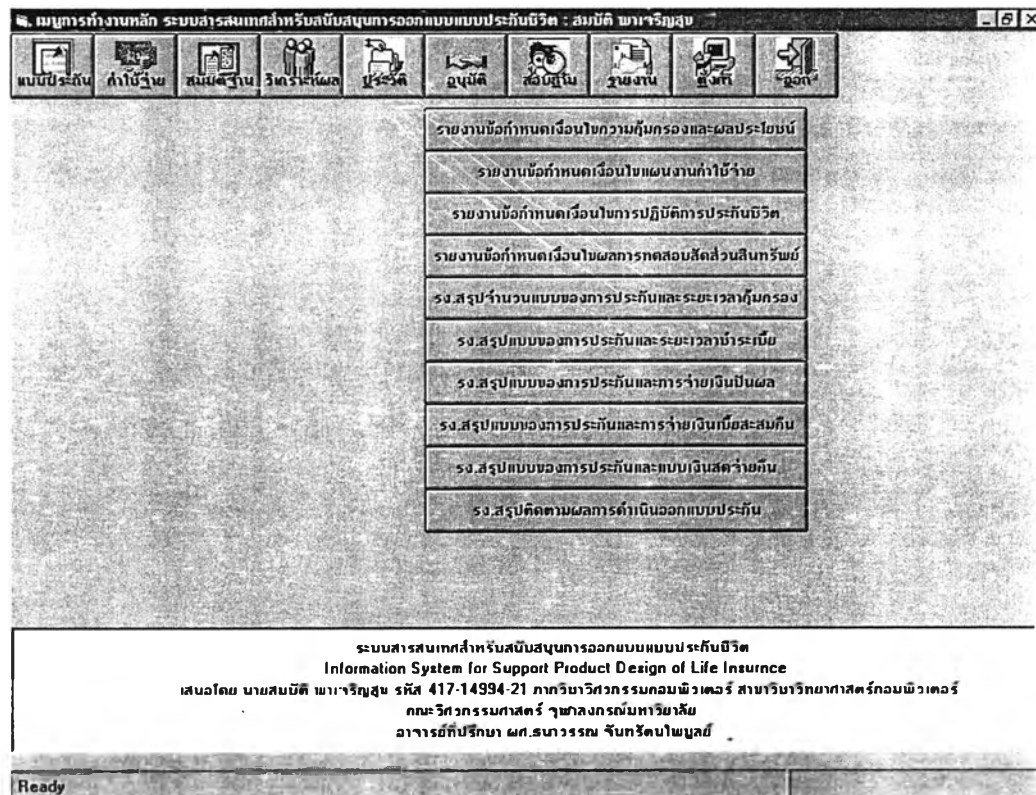 เมนูการทำงานหลัก ระบบสารสนเทศสำหรับสนับสนุนการออกแบบแบบประกันชีวิต : สมบัติ พาเจริญสุข
แบบประกัน ค่าใช้จ่าย สมมติฐาน วิเคราะห์ผล ประวัติ อนุมัติ สอบถาม รายงาน ตั้งค่า ออก
รายงานข้อกำหนดเงื่อนไขความคุ้มครองและผลประโยชน์
รายงานข้อกำหนดเงื่อนไขแผนงานค่าใช้จ่าย
รายงานข้อกำหนดเงื่อนไขการปฏิบัติการประกันชีวิต
รายงานข้อกำหนดเงื่อนไขผลการทดสอบสัดส่วนสินทรัพย์
รง.สรุปจำนวนแบบของการประกันและระยะเวลาคุ้มครอง
รง.สรุปแบบของการประกันและระยะเวลาชำระเบี้ย
รง.สรุปแบบของการประกันและการจ่ายเงินปันผล
รง.สรุปแบบของการประกันและการจ่ายเงินเบี้ยสะสมคืน
รง.สรุปแบบของการประกันและแบบเงินสดจ่ายคืน
รง.สรุปติดตามผลการดำเนินออกแบบประกัน
ระบบสารสนเทศสำหรับสนับสนุนการออกแบบแบบประกันชีวิต
Information System for Support Product Design of Life Insurnce
เสนอโดย นายสมบัติ พาเจริญสุข รหัส 417-14994-21 ภาควิชาวิศวกรรมคอมพิวเตอร์ สาขาวิชาวิทยาศาสตร์คอมพิวเตอร์
คณะวิศวกรรมศาสตร์ จุฬาลงกรณ์มหาวิทยาลัย
อาจารย์ที่ปรึกษา ผศ.ธนาวรรณ จันทรัตนไพบูลย์
Ready